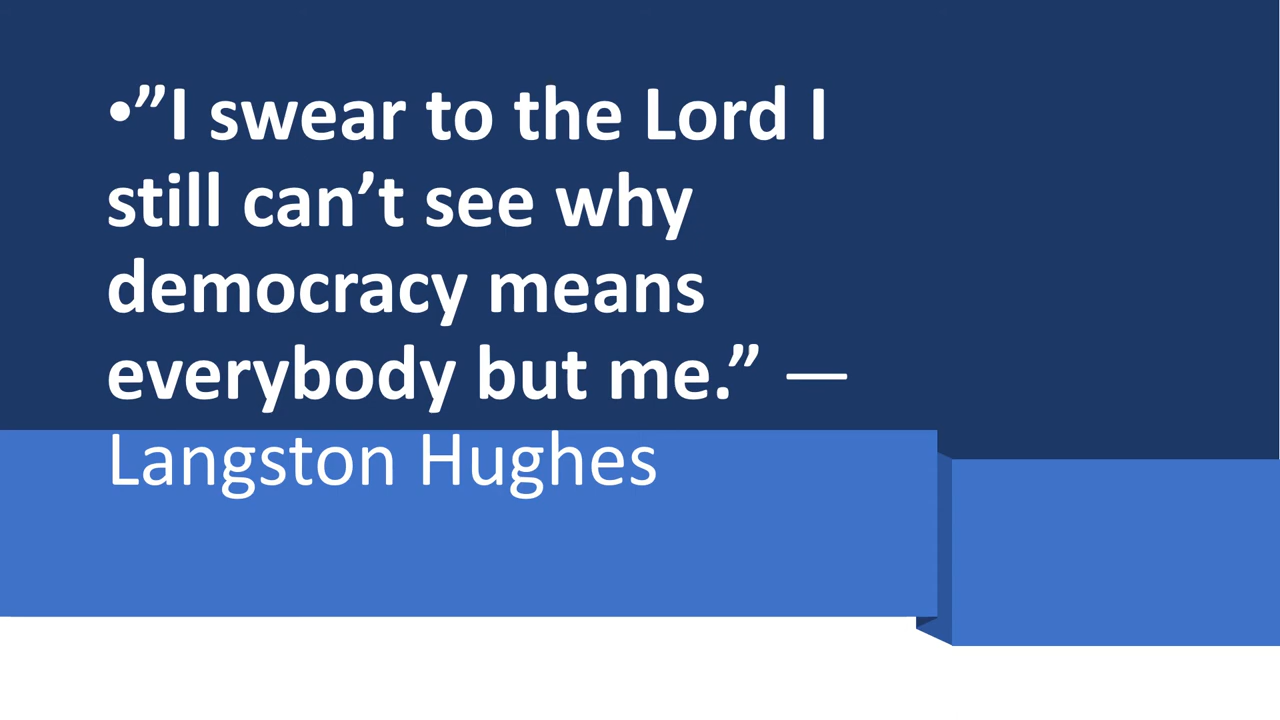 •”I swear to the Lord I
still can’t see why
democracy means
everybody but me.” —
Langston Hughes